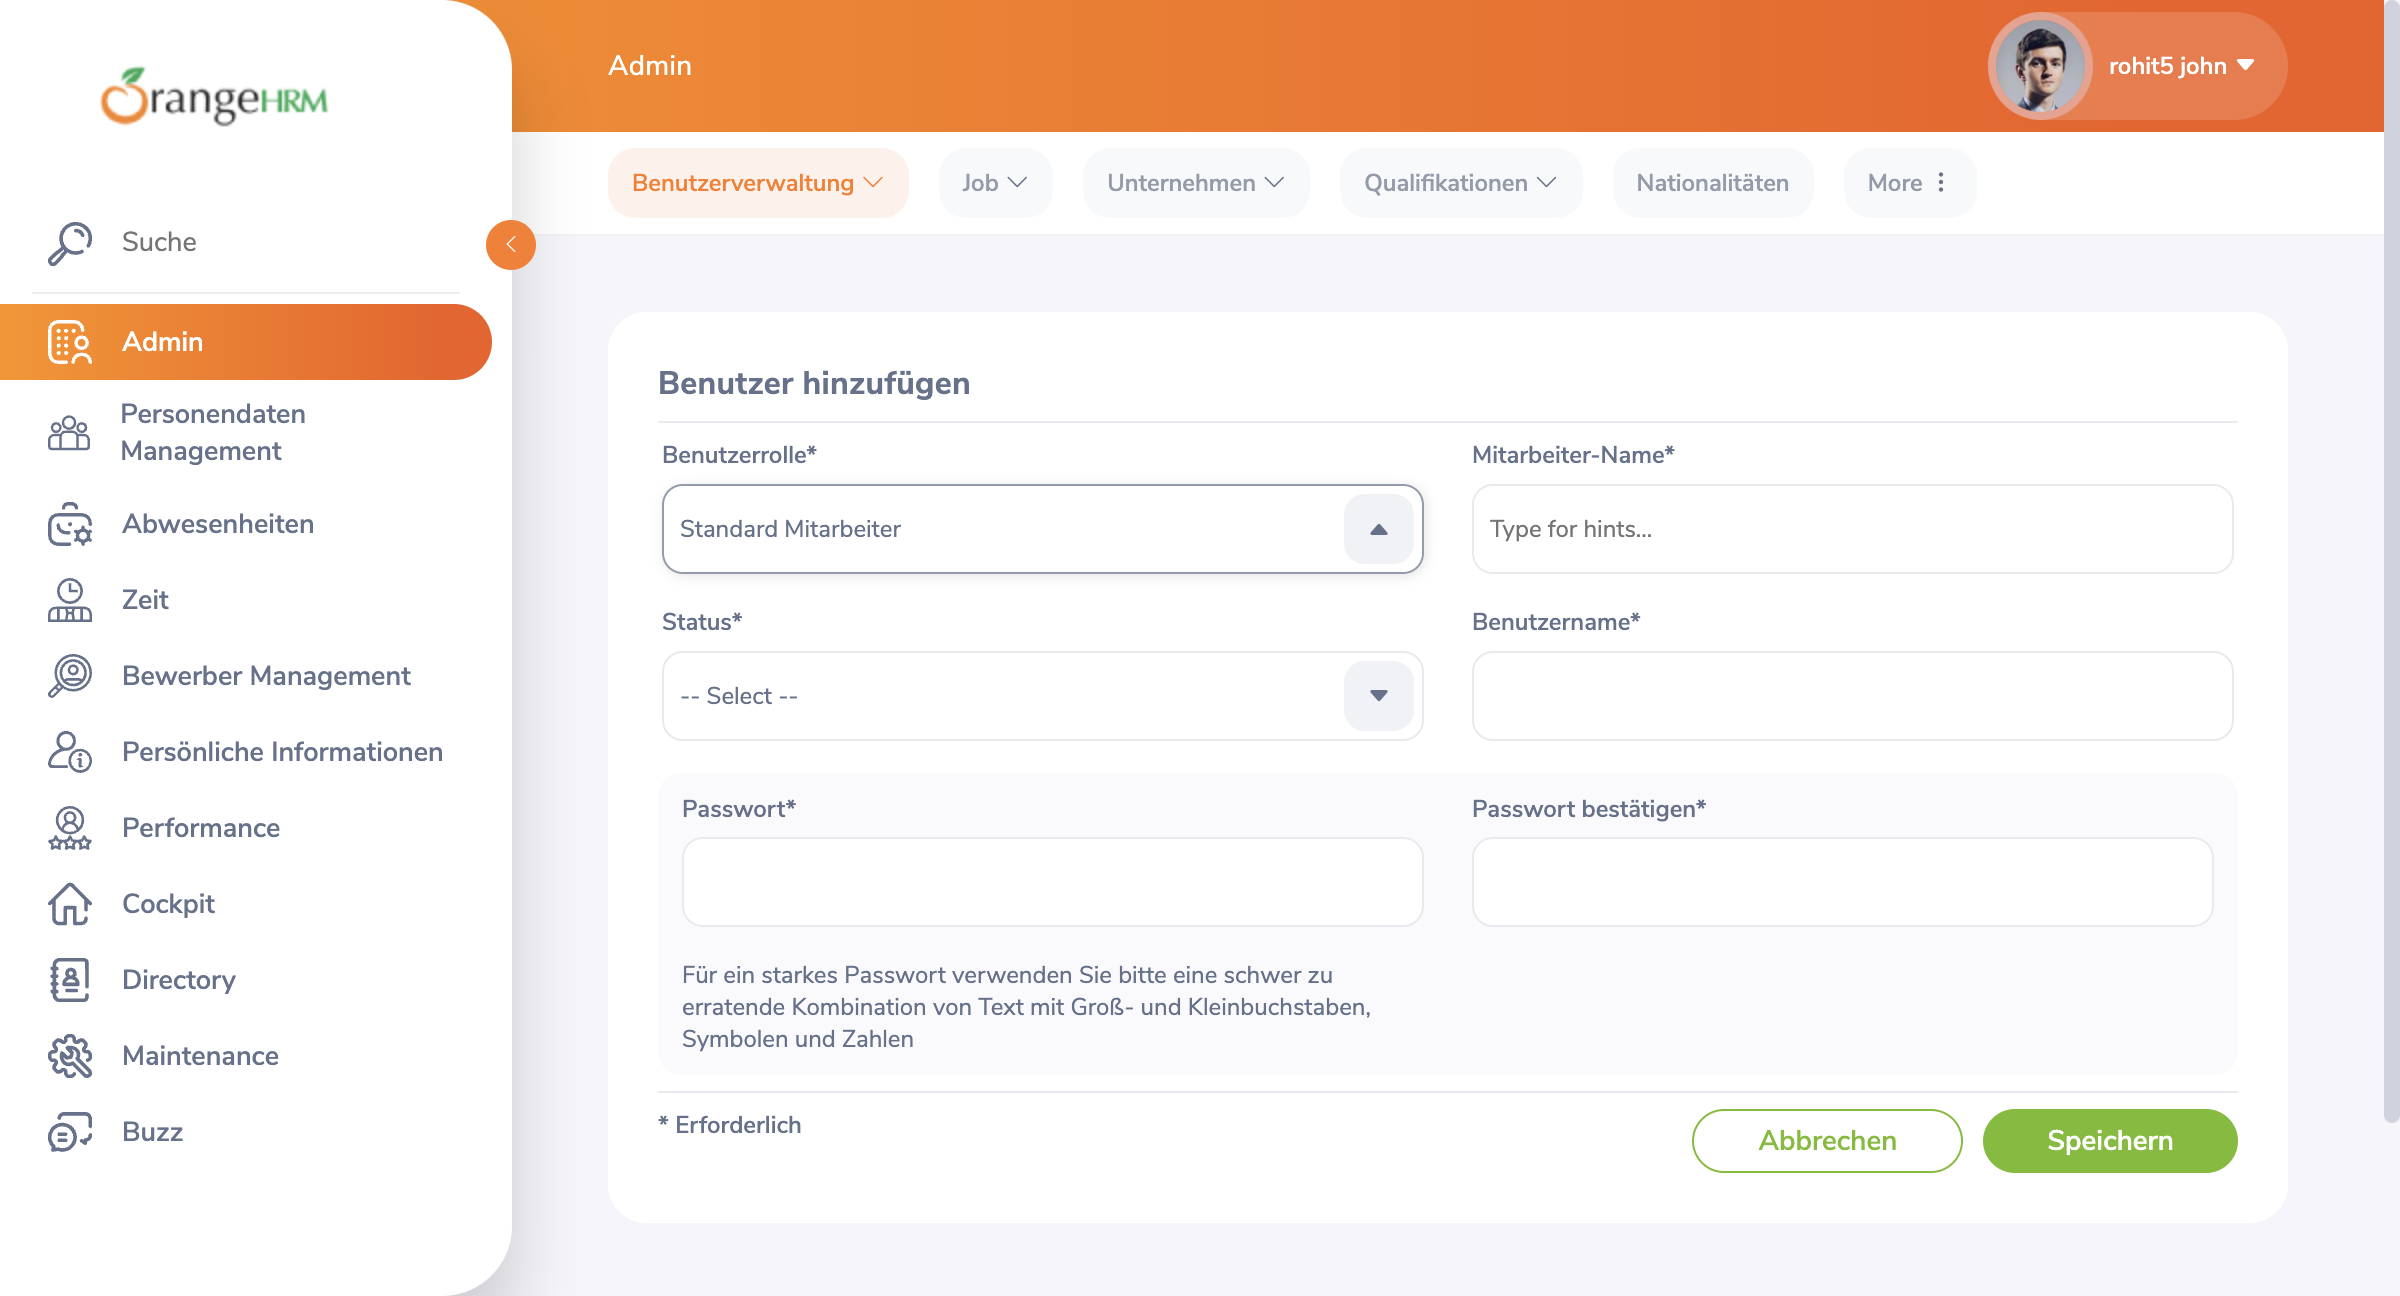 OrangeHRM
Admin
rohit5 john
Benutzerverwaltung
Job
Unternehmen
Qualifikationen
Nationalitäten
More
Suche
Admin
Personendaten
Management
Abwesenheiten
Zeit
Bewerber Management
Persönliche Informationen
Performance
Cockpit
Directory
Maintenance
Buzz
Benutzer hinzufügen
Benutzerrolle*
Mitarbeiter-Name*
Standard Mitarbeiter
Type for hints...
Status*
Benutzername*
-- Select --
Passwort*
Passwort bestätigen*
Für ein starkes Passwort verwenden Sie bitte eine schwer zu
erratende Kombination von Text mit Groß- und Kleinbuchstaben,
Symbolen und Zahlen
* Erforderlich
Abbrechen
Speichern